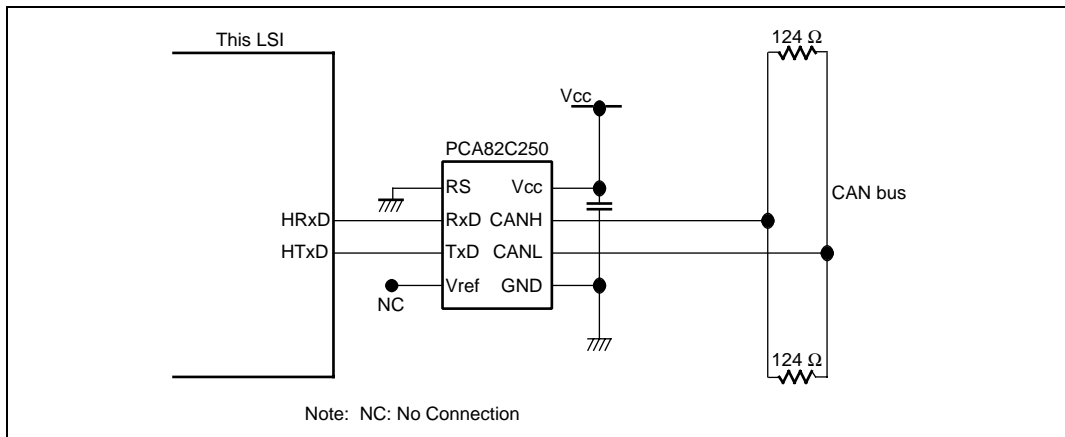 124 Ω
This LSI
Vcc
PCA82C250
RS Vcc
CAN bus
HRxD RxD CANH
HTxD TxD CANL
Vref GND
NC
124 Ω
Note: NC: No Connection